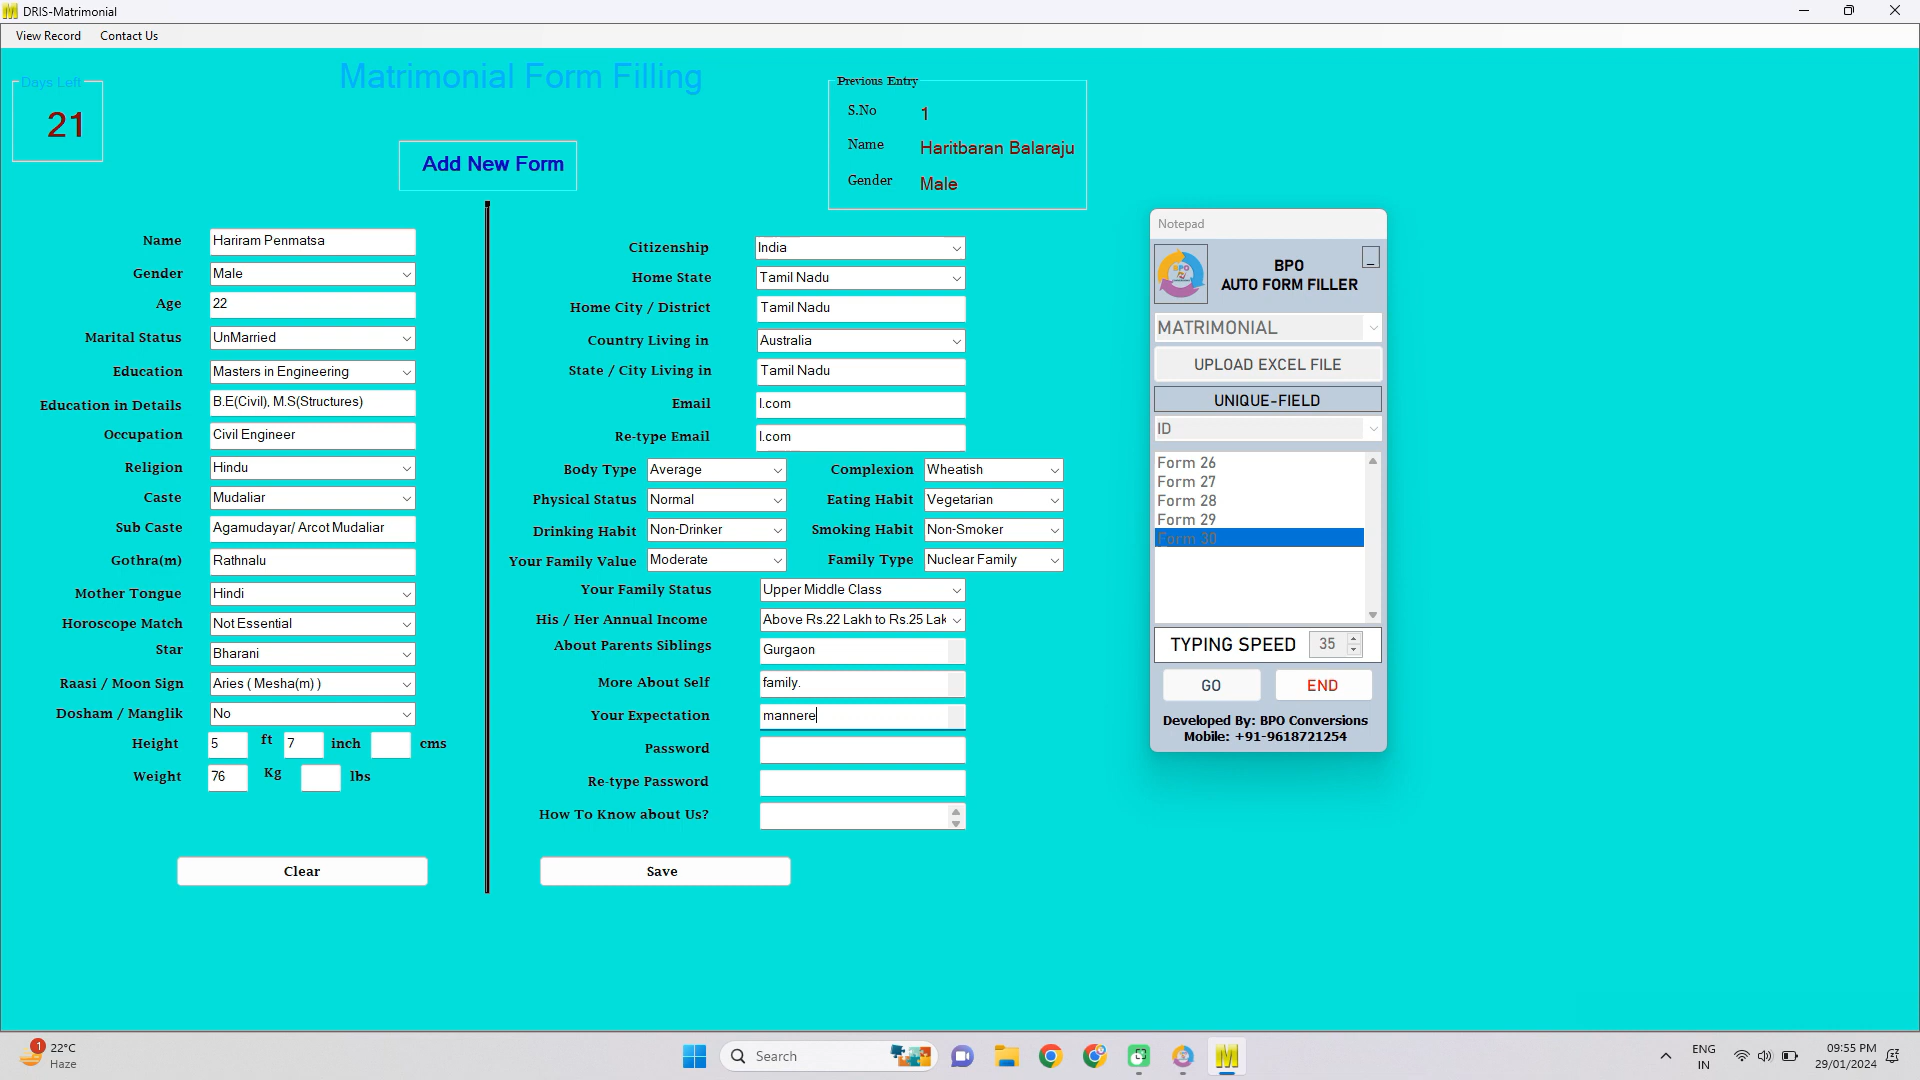 DRIS-Matrimonial
View Record Contact Us
Days Left
21
Matrimonial Form Filling
Add New Form
Previous Entry
S.No 1
Name Haritbaran Balaraju
Gender Male
Name Hariram Penmatsa
Gender Male
Age 22
Marital Status UnMarried
Education Masters in Engineering
Education in Details B.E(Civil), M.S(Structures)
Occupation Civil Engineer
Religion Hindu
Caste Mudaliar
Sub Caste Agamudayar/ Arcot Mudaliar
Gothra(m) Rathnalu
Mother Tongue Hindi
Horoscope Match Not Essential
Star Bharani
Raasi / Moon Sign Aries ( Mesha(m) )
Dosham / Manglik No
Height 5 ft 7 inch cms
Weight 76 Kg lbs
Clear
Citizenship India
Home State Tamil Nadu
Home City / District Tamil Nadu
Country Living in Australia
State / City Living in Tamil Nadu
Email l.com
Re-type Email l.com
Body Type Average Complexion Wheatish
Physical Status Normal Eating Habit Vegetarian
Drinking Habit Non-Drinker Smoking Habit Non-Smoker
Your Family Value Moderate Family Type Nuclear Family
Your Family Status Upper Middle Class
His / Her Annual Income Above Rs.22 Lakh to Rs.25 Lak
About Parents Siblings Gurgaon
More About Self family.
Your Expectation mannere
Password
Re-type Password
How To Know about Us?
Save
Notepad
BPO
AUTO FORM FILLER
_
MATRIMONIAL
UPLOAD EXCEL FILE
UNIQUE-FIELD
ID
Form 26
Form 27
Form 28
Form 29
Form 30
TYPING SPEED 35
GO END
Developed By: BPO Conversions
Mobile: +91-9618721254
1
22°C
Haze
Search
ENG
IN
09:55 PM
29/01/2024